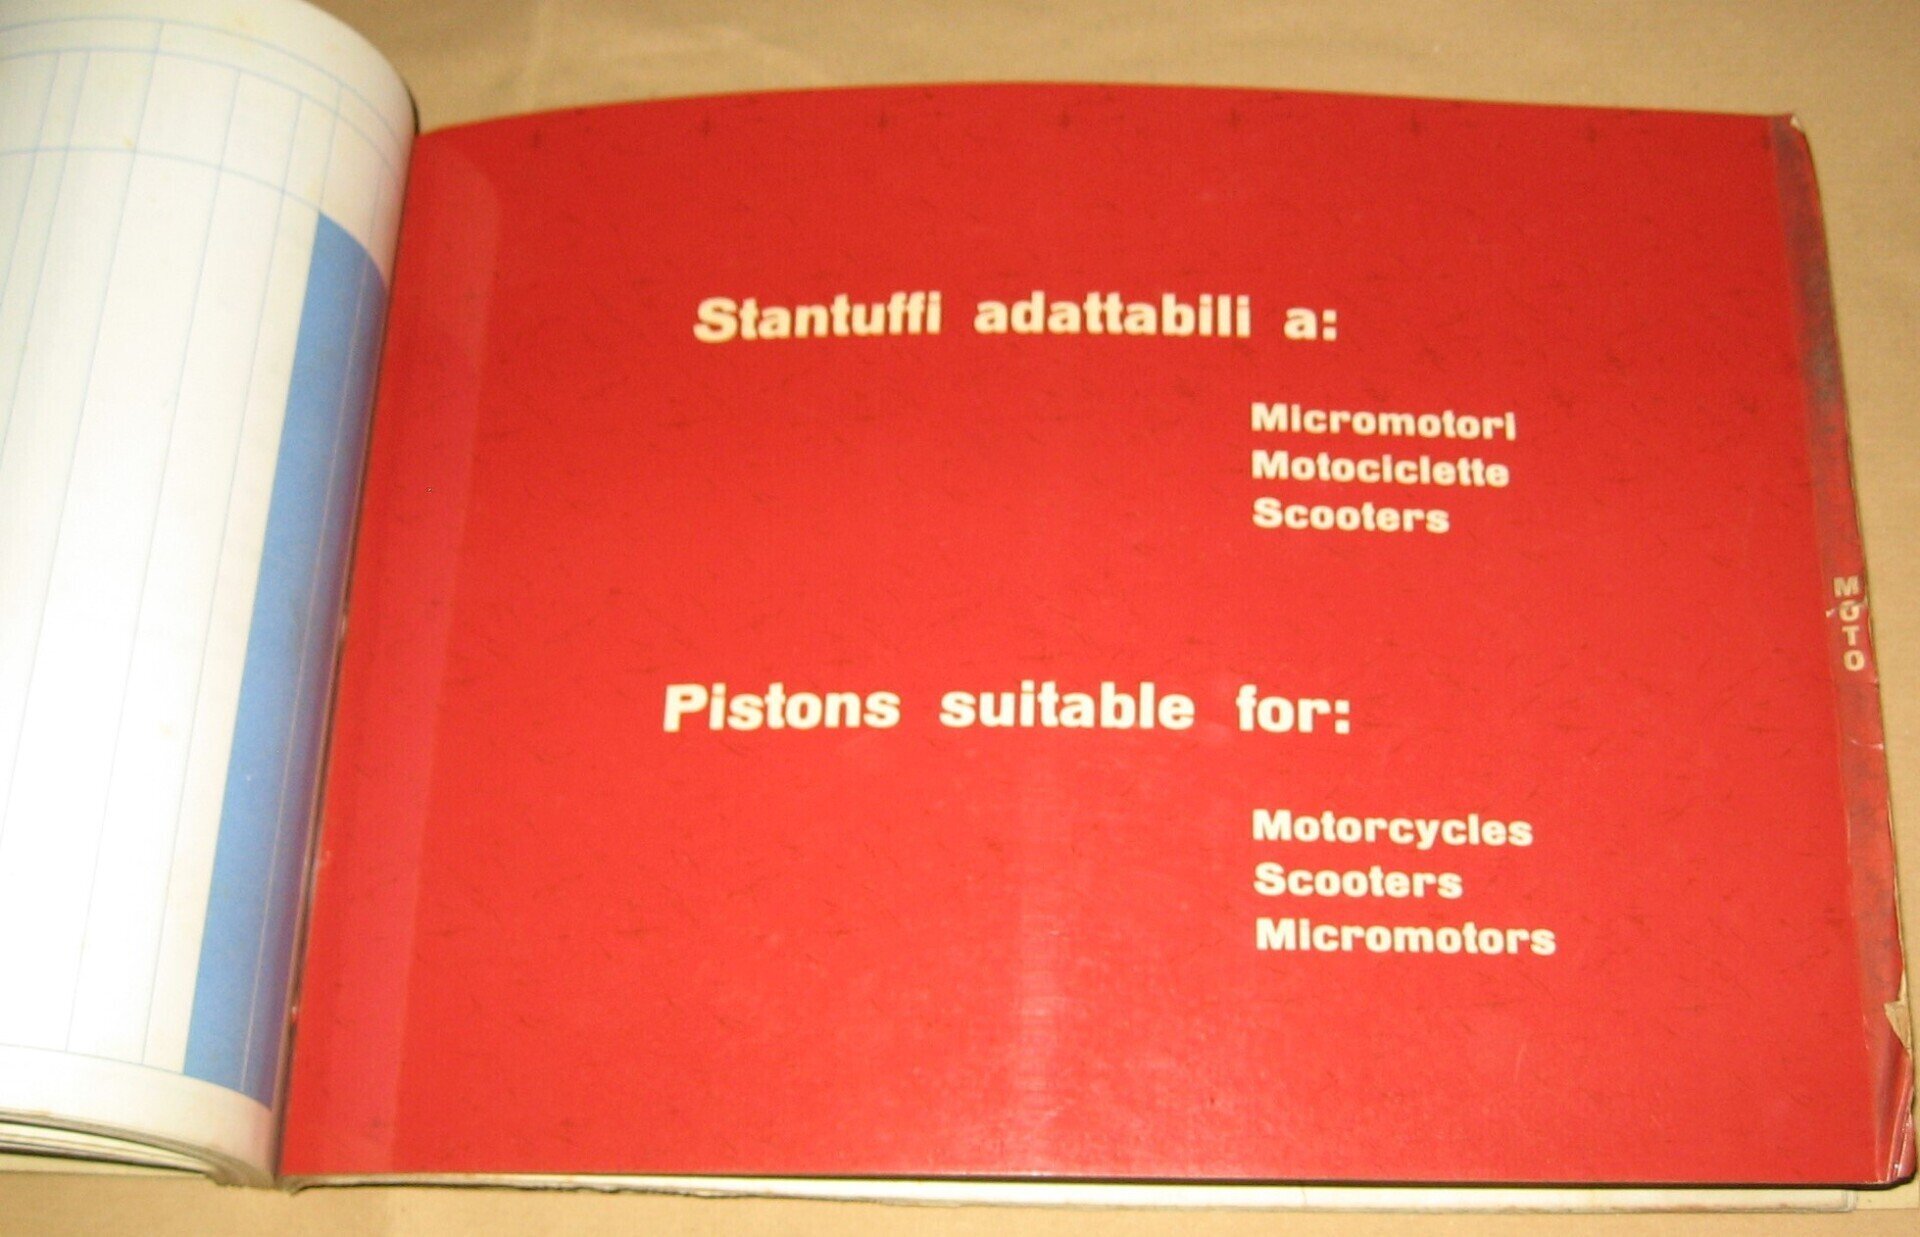 Stantuffi adattabili a:
Micromotori
Motociclette
Scooters
MOTO
Pistons suitable for:
Motorcycles
Scooters
Micromotors